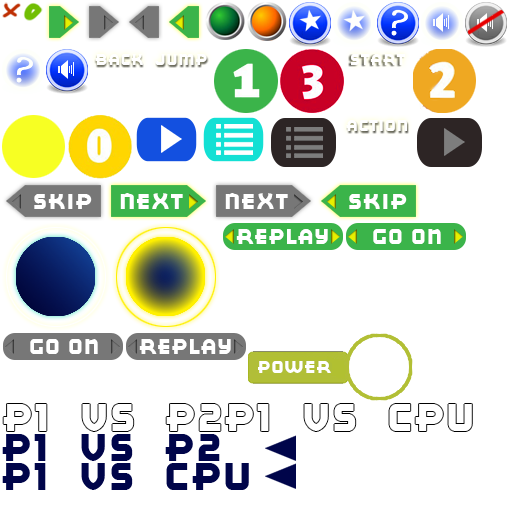 ?
?
BACK JUMP
1
3
START
2
0
ACTION
SKIP
NEXT
NEXT
SKIP
REPLAY
GO ON
GO ON
REPLAY
POWER
P1 VS P2P1 VS CPU
P1 VS P2
P1 VS CPU